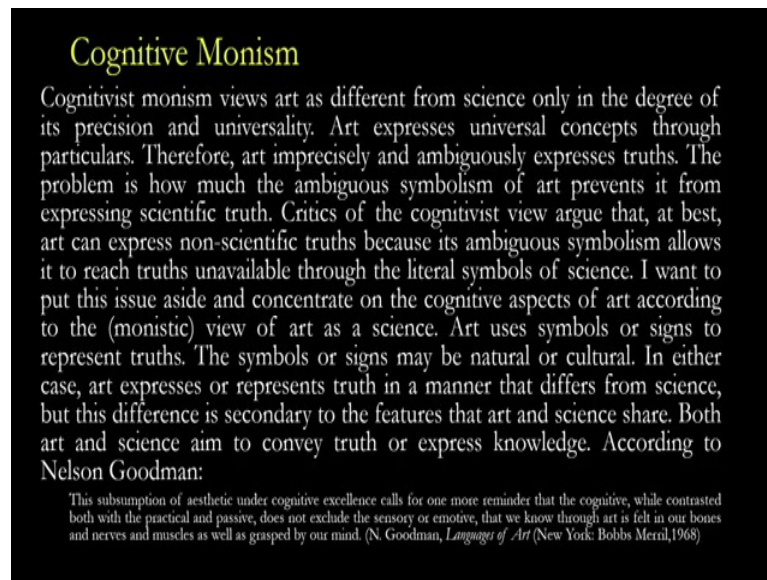 Cognitive Monism
Cognitivist monism views art as different from science only in the degree of
its precision and universality. Art expresses universal concepts through
particulars. Therefore, art imprecisely and ambiguously expresses truths. The
problem is how much the ambiguous symbolism of art prevents it from
expressing scientific truth. Critics of the cognitivist view argue that, at best,
art can express non-scientific truths because its ambiguous symbolism allows
it to reach truths unavailable through the literal symbols of science. I want to
put this issue aside and concentrate on the cognitive aspects of art according
to the (monistic) view of art as a science. Art uses symbols or signs to
represent truths. The symbols or signs may be natural or cultural. In either
case, art expresses or represents truth in a manner that differs from science,
but this difference is secondary to the features that art and science share. Both
art and science aim to convey truth or express knowledge. According to
Nelson Goodman:
This subsumption of aesthetic under cognitive excellence calls for one more reminder that the cognitive, while contrasted
both with the practical and passive, does not exclude the sensory or emotive, that we know through art is felt in our bones
and nerves and muscles as well as grasped by our mind. (N. Goodman, Languages of Art (New York: Bobbs Merril,1968)